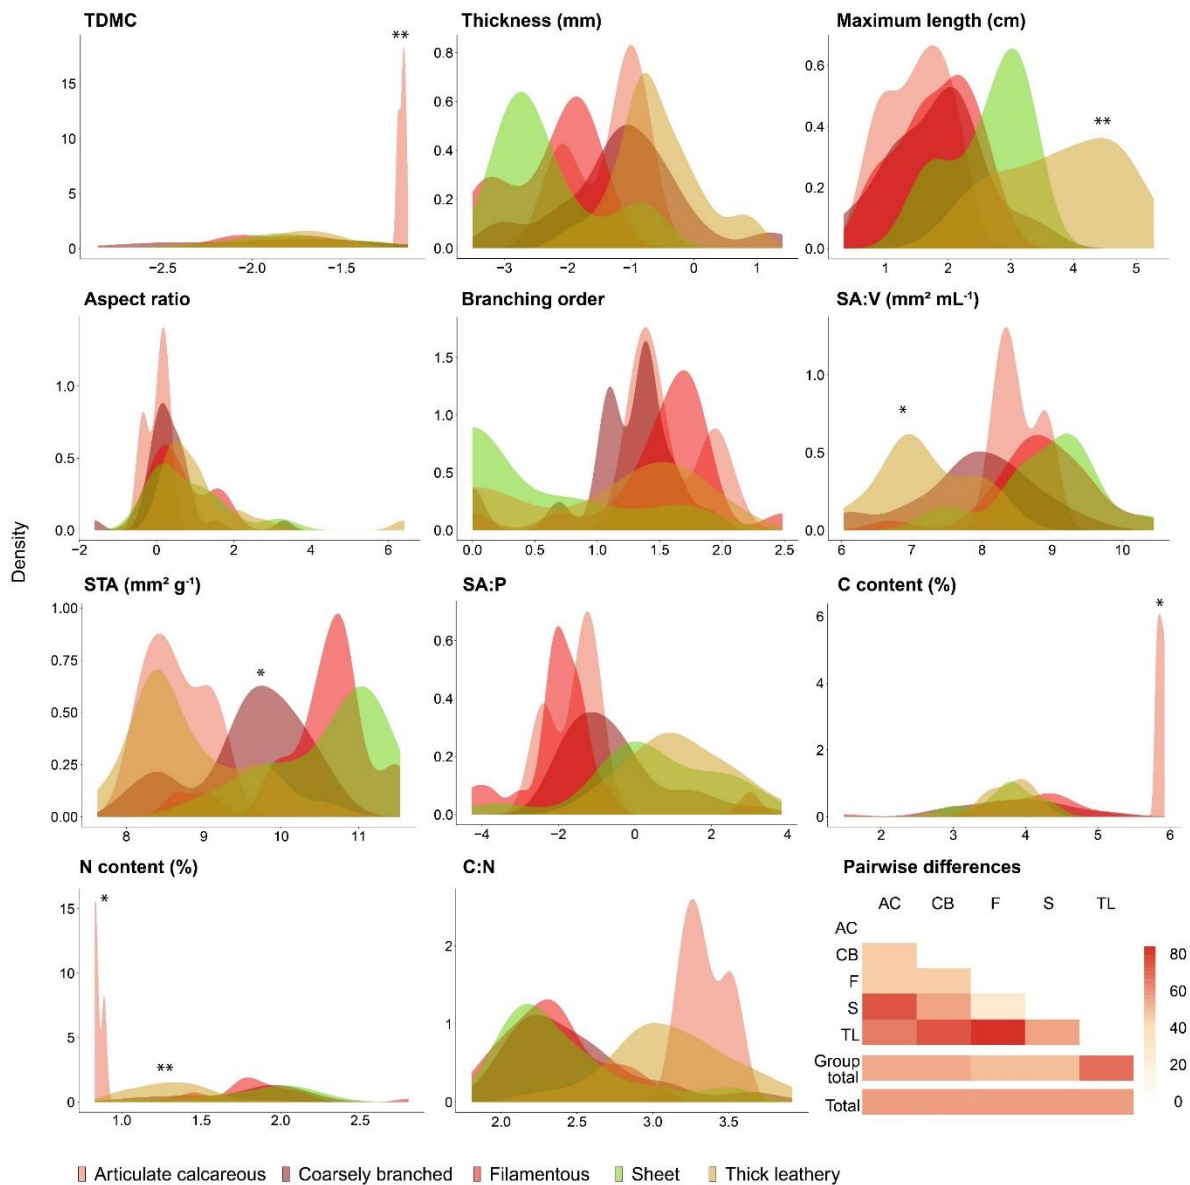 TDMC
Thickness (mm)
Maximum length (cm)
**
15
10
5
0
−2.5 −2.0 −1.5
0.8
0.6
0.4
0.2
0.0
−3 −2 −1 0 1
**
0.6
0.4
0.2
0.0
1 2 3 4 5
Aspect ratio
Branching order
SA:V (mm² mL⁻¹)
1.0
0.5
0.0
−2 0 2 4 6
1.5
1.0
0.5
0.0
0.0 0.5 1.0 1.5 2.0 2.5
*
1.0
0.5
0.0
6 7 8 9 10
Density
STA (mm² g⁻¹)
SA:P
C content (%)
*
1.00
0.75
0.50
0.25
0.00
8 9 10 11
0.6
0.4
0.2
0.0
−4 −2 0 2 4
*
6
4
2
0
2 3 4 5 6
N content (%)
C:N
Pairwise differences
*
**
15
10
5
0
1.0 1.5 2.0 2.5
2
1
0
2.0 2.5 3.0 3.5
AC CB F S TL
AC
CB
F
S
TL
Group
total
Total
80
60
40
20
0
Articulate calcareous Coarsely branched Filamentous Sheet Thick leathery